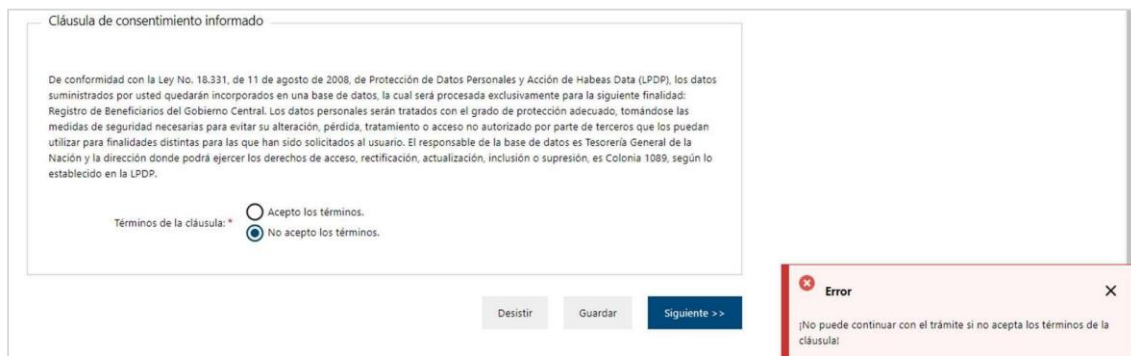 Cláusula de consentimiento informado
De conformidad con la Ley No. 18.331, de 11 de agosto de 2008, de Protección de Datos Personales y Acción de Habeas Data (LPDP), los datos
suministrados por usted quedarán incorporados en una base de datos, la cual será procesada exclusivamente para la siguiente finalidad:
Registro de Beneficiarios del Gobierno Central. Los datos personales serán tratados con el grado de protección adecuado, tomándose las
medidas de seguridad necesarias para evitar su alteración, pérdida, tratamiento o acceso no autorizado por parte de terceros que los puedan
utilizar para finalidades distintas para las que han sido solicitados al usuario. El responsable de la base de datos es Tesorería General de la
Nación y la dirección donde podrá ejercer los derechos de acceso, rectificación, actualización, inclusión o supresión, es Colonia 1089, según lo
establecido en la LPDP.
Términos de la cláusula: *
Acepto los términos.
No acepto los términos.
Desistir
Guardar
Siguiente >>
Error
¡No puede continuar con el trámite si no acepta los términos de la
cláusula!